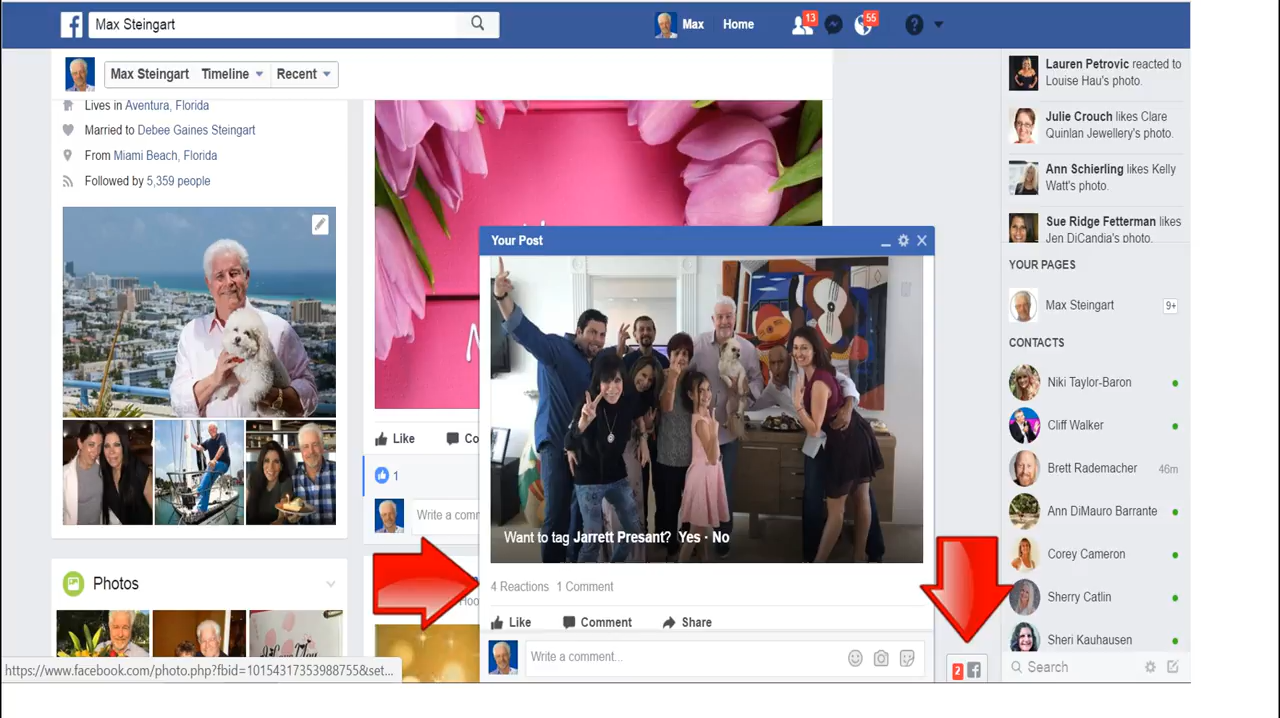 Max Steingart
Max
Home
13
55
?
Max Steingart
Timeline
Recent
Lives in Aventura, Florida
Married to Debee Gaines Steingart
From Miami Beach, Florida
Followed by 5,359 people
Photos
Like
Co
1
Write a comm
Hoo
Your Post
Want to tag Jarrett Presant? Yes · No
4 Reactions 1 Comment
Like
Comment
Share
Write a comment...
2
Lauren Petrovic reacted to
Louise Hau's photo.
Julie Crouch likes Clare
Quinlan Jewellery's photo.
Ann Schierling likes Kelly
Watt's photo.
Sue Ridge Fetterman likes
Jen DiCandia's photo.
YOUR PAGES
Max Steingart
9+
CONTACTS
Niki Taylor-Baron
Cliff Walker
Brett Rademacher
46m
Ann DiMauro Barrante
Corey Cameron
Sherry Catlin
Sheri Kauhausen
Search
https://www.facebook.com/photo.php?fbid=10154317353988755&set...